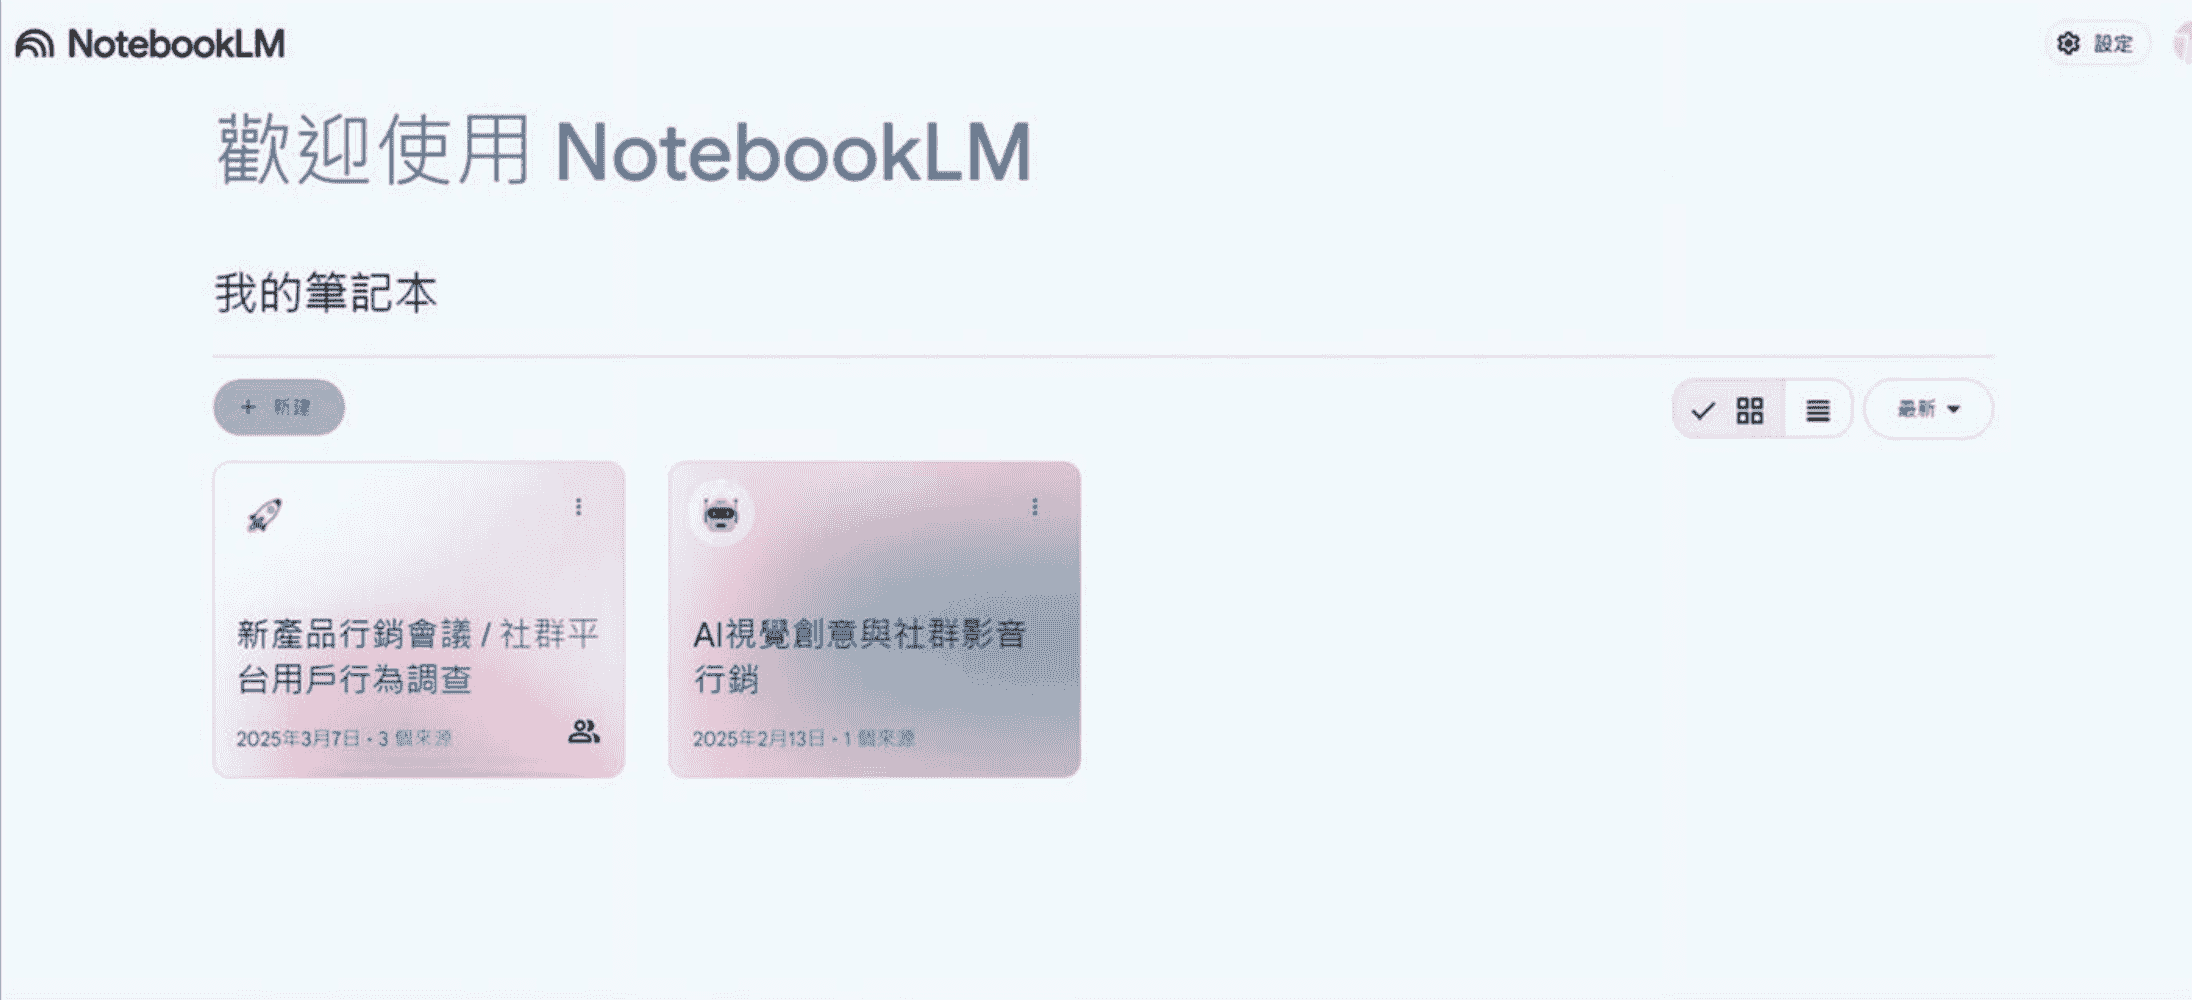 NotebookLM
設定
歡迎使用 NotebookLM
我的筆記本
+ 新建
最新
新產品行銷會議 / 社群平
台用戶行為調查
2025年3月7日 · 3 個來源
AI視覺創意與社群影音
行銷
2025年2月13日 · 1 個來源